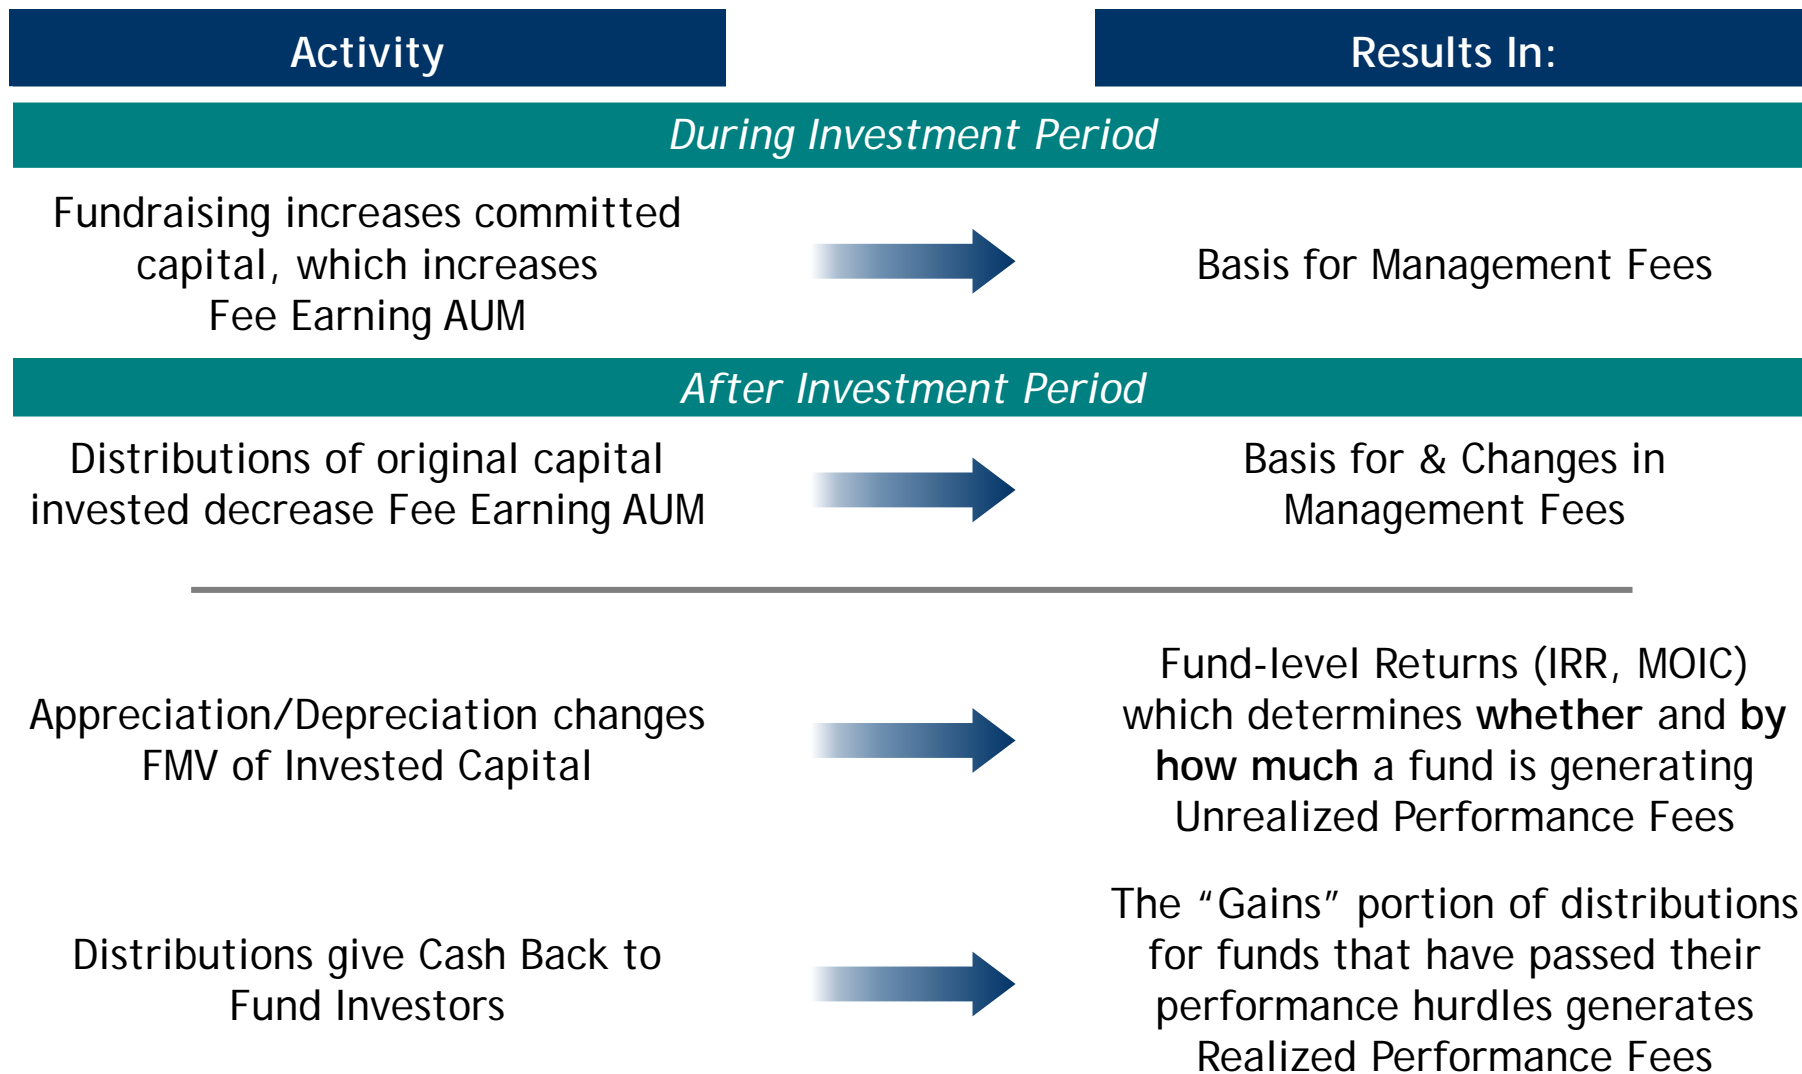 Activity
Results In:
During Investment Period
Fundraising increases committed
capital, which increases
Fee Earning AUM
Basis for Management Fees
After Investment Period
Distributions of original capital
invested decrease Fee Earning AUM
Basis for & Changes in
Management Fees
Appreciation/Depreciation changes
FMV of Invested Capital
Fund-level Returns (IRR, MOIC)
which determines whether and by
how much a fund is generating
Unrealized Performance Fees
Distributions give Cash Back to
Fund Investors
The “Gains” portion of distributions
for funds that have passed their
performance hurdles generates
Realized Performance Fees